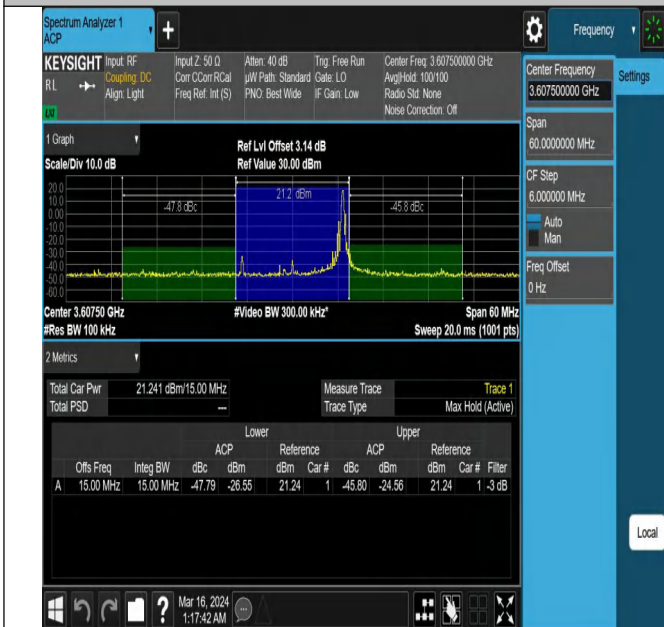 Spectrum Analyzer 1
ACP
Frequency
KEYSIGHT Input: RF Input Z: 50 Ω Atten: 40 dB Trig: Free Run Center Freq: 3.607500000 GHz
RL Coupling: DC Corr CCorr RCal µW Path: Standard Gate: LO Avg|Hold: 100/100
Align: Light Freq Ref: Int (S) PNO: Best Wide IF Gain: Low Radio Std: None
LXI Noise Correction: Off
Center Frequency
3.607500000 GHz
Settings
Span
60.0000000 MHz
CF Step
6.000000 MHz
Auto
Man
Freq Offset
0 Hz
Local
1 Graph
Ref Lvl Offset 3.14 dB
Scale/Div 10.0 dB Ref Value 30.00 dBm
20.0
10.0
0.00
-10.0
-20.0
-30.0
-40.0
-50.0
-60.0
-47.8 dBc 21.2 dBm -45.8 dBc
Center 3.60750 GHz #Video BW 300.00 kHz* Span 60 MHz
#Res BW 100 kHz Sweep 20.0 ms (1001 pts)
2 Metrics
Total Car Pwr 21.241 dBm/15.00 MHz Measure Trace Trace 1
Total PSD --- Trace Type Max Hold (Active)
Lower Upper
ACP Reference ACP Reference
Offs Freq Integ BW dBc dBm dBm Car # dBc dBm dBm Car # Filter
A 15.00 MHz 15.00 MHz -47.79 -26.55 21.24 1 -45.80 -24.56 21.24 1 -3 dB
Mar 16, 2024
1:17:42 AM